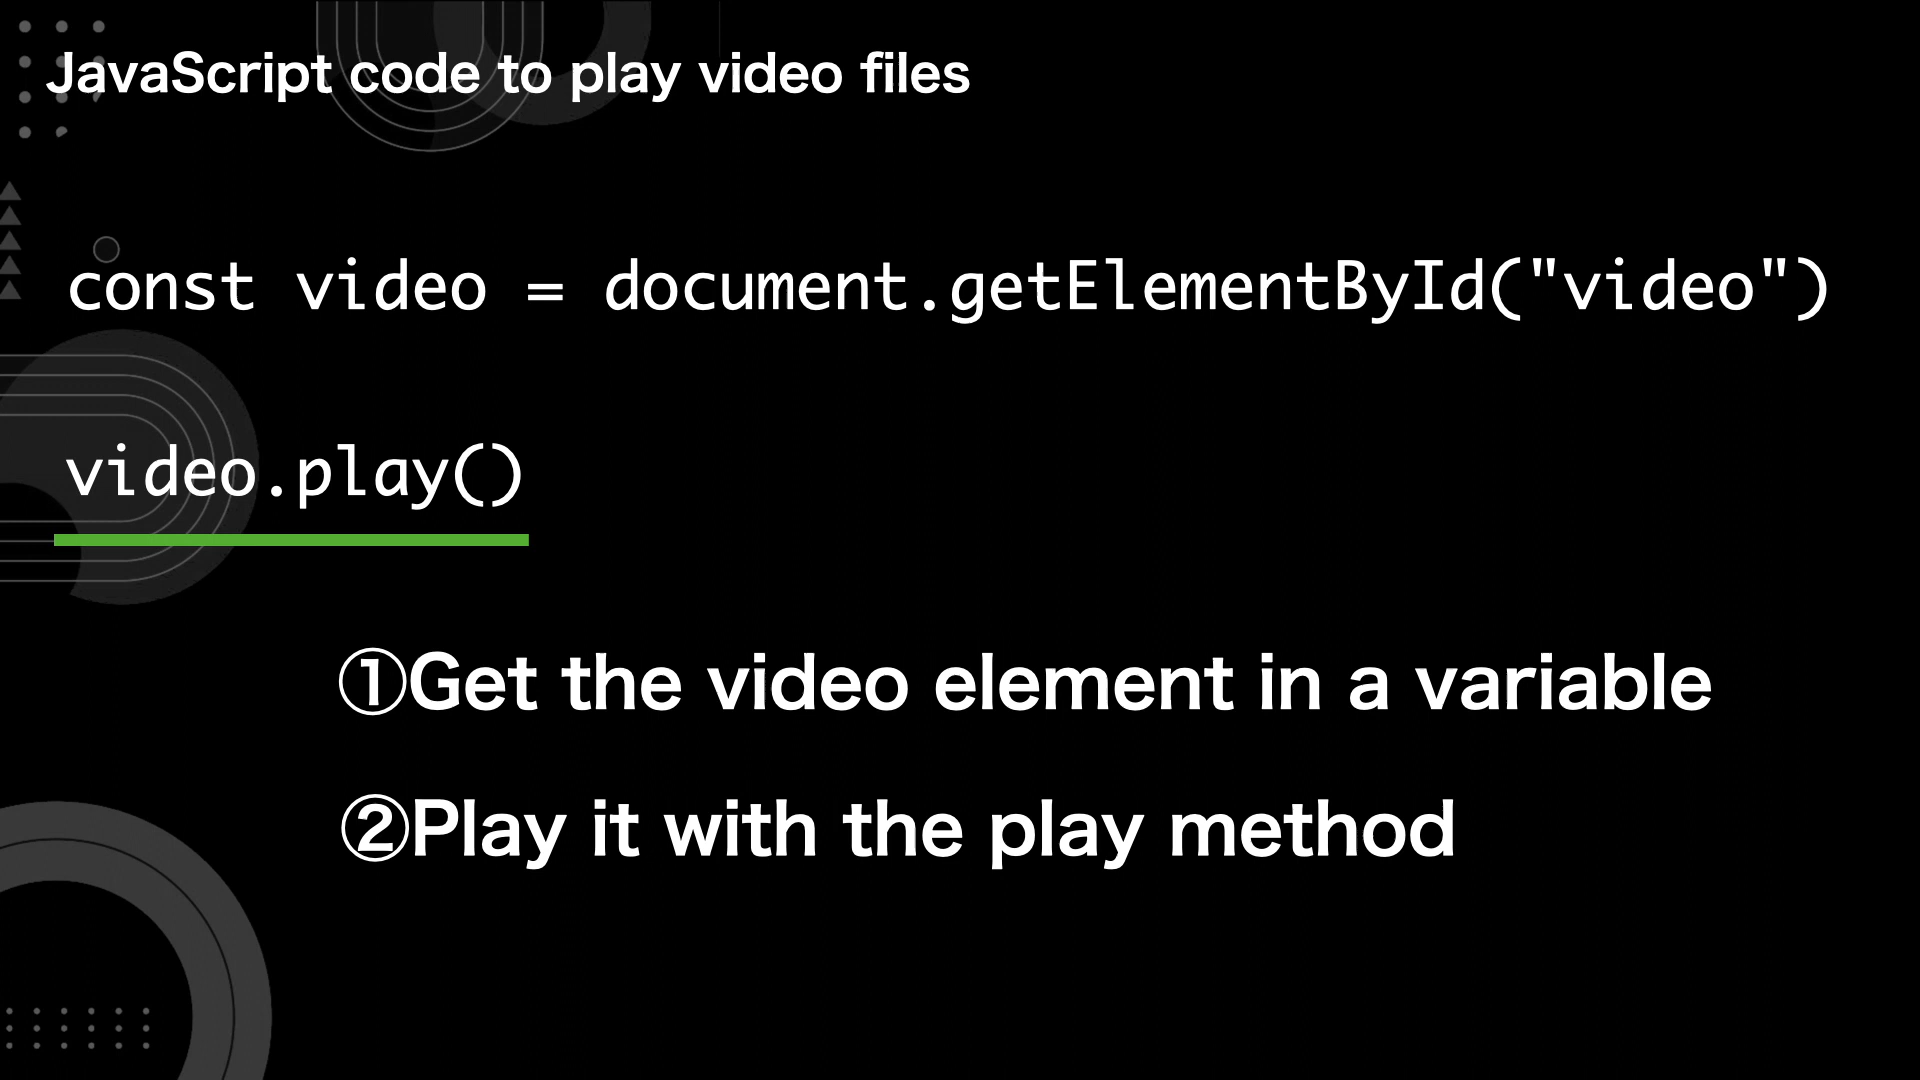 JavaScript code to play video files
const video = document.getElementById("video")
video.play()
①Get the video element in a variable
②Play it with the play method